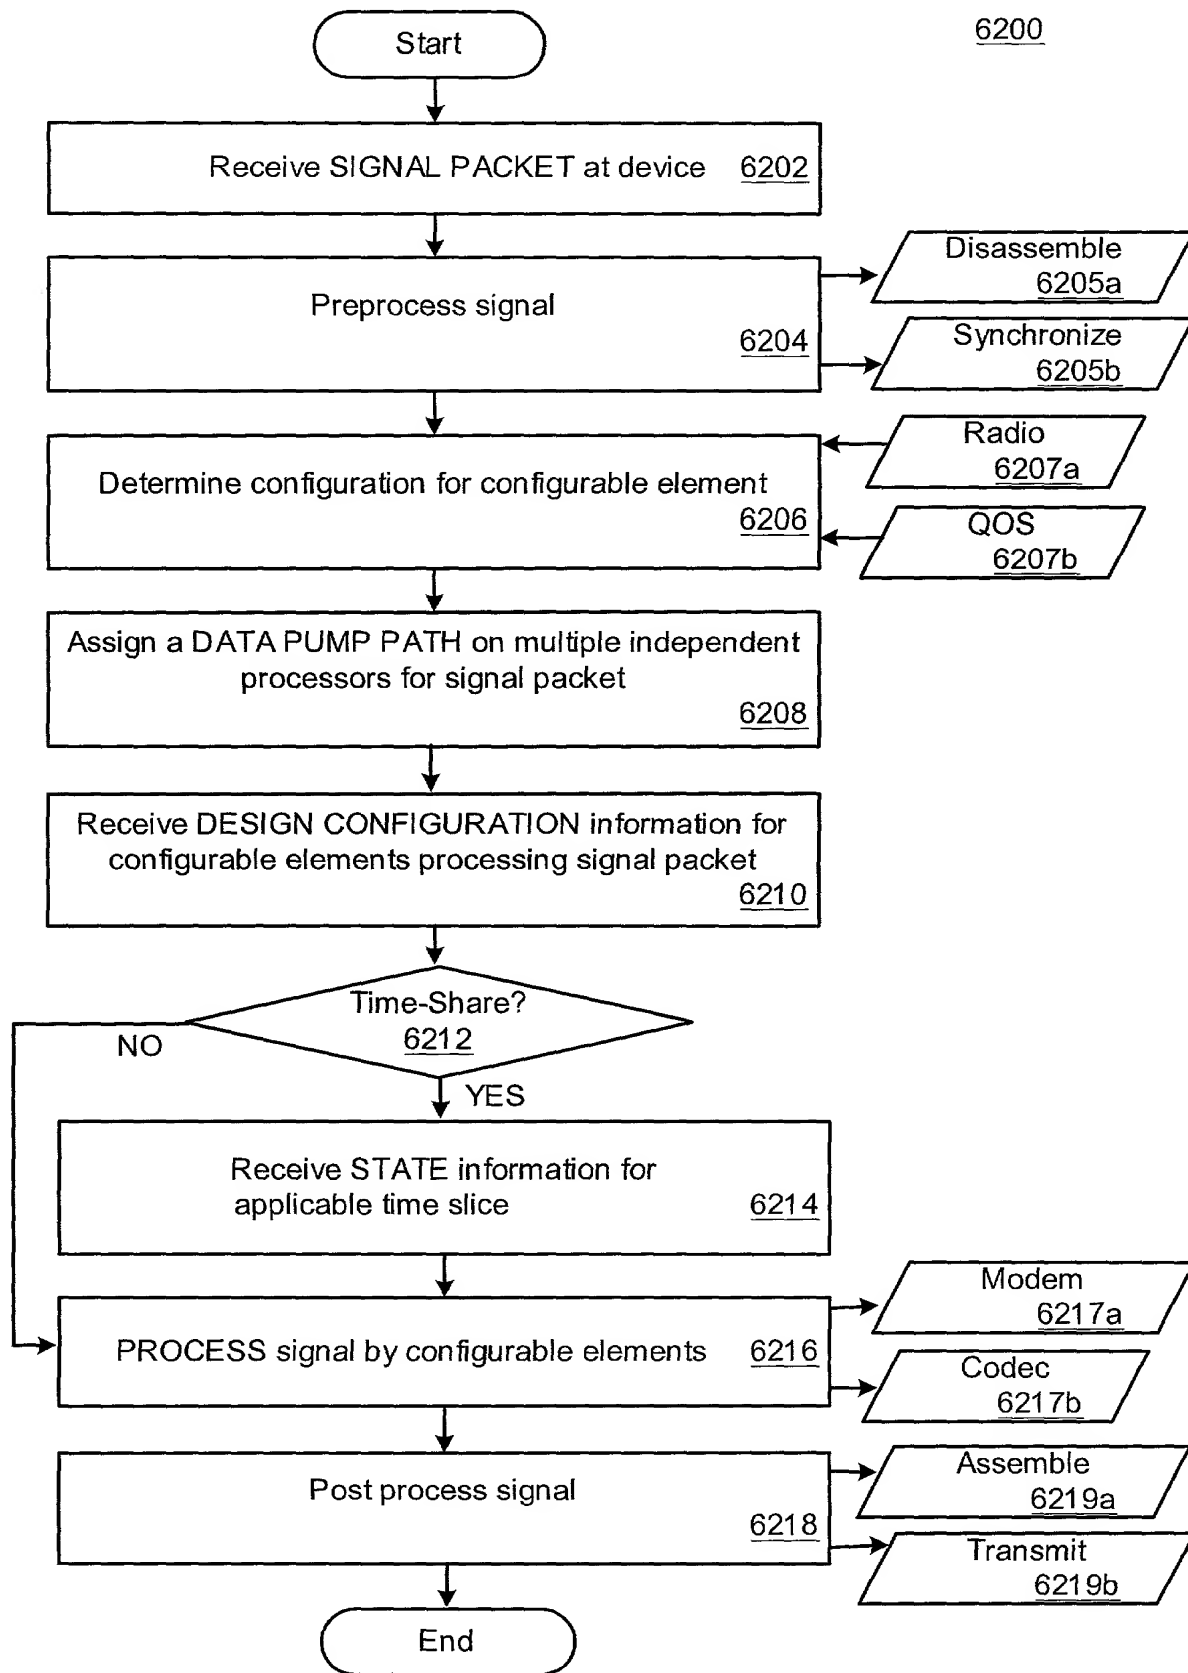 6200
Start
Receive SIGNAL PACKET at device 6202
Preprocess signal
6204
Disassemble
6205a
Synchronize
6205b
Determine configuration for configurable element
6206
Radio
6207a
QOS
6207b
Assign a DATA PUMP PATH on multiple independent
processors for signal packet
6208
Receive DESIGN CONFIGURATION information for
configurable elements processing signal packet
6210
Time-Share?
6212
NO
YES
Receive STATE information for
applicable time slice 6214
PROCESS signal by configurable elements 6216
Modem
6217a
Codec
6217b
Post process signal
6218
Assemble
6219a
Transmit
6219b
End